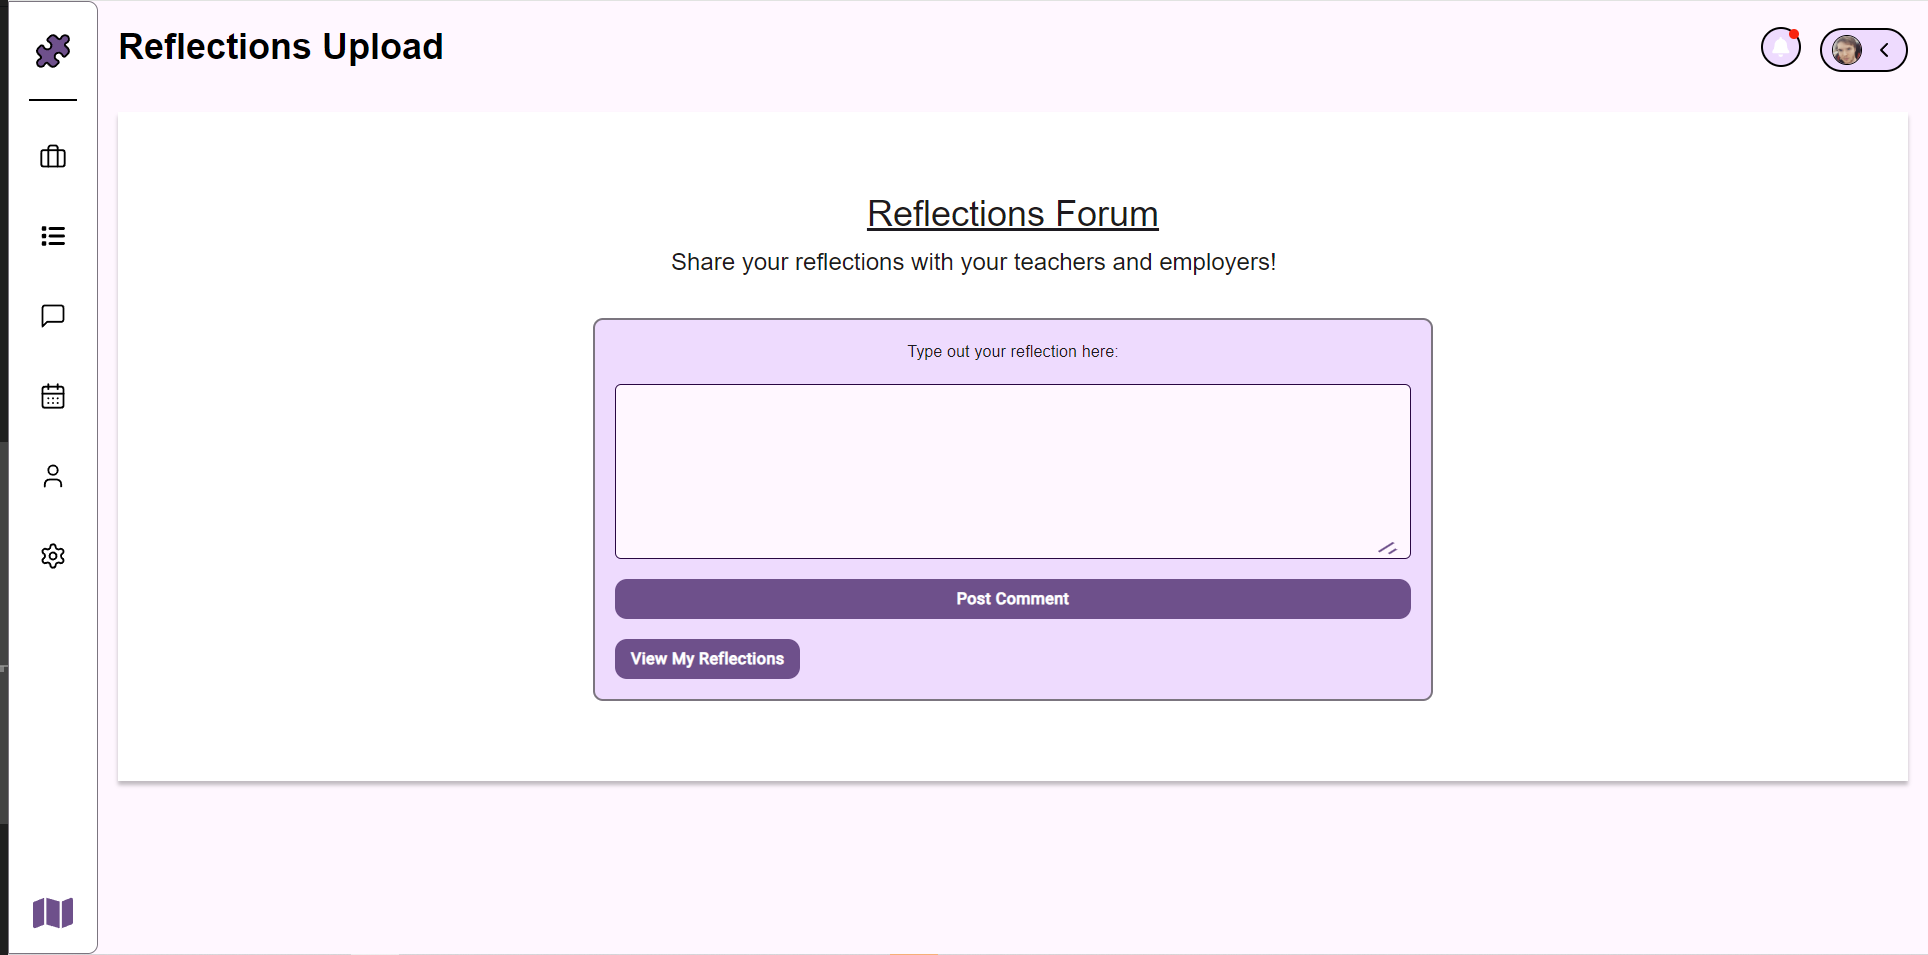 Reflections Upload
Reflections Forum
Share your reflections with your teachers and employers!
Type out your reflection here:
Post Comment
View My Reflections